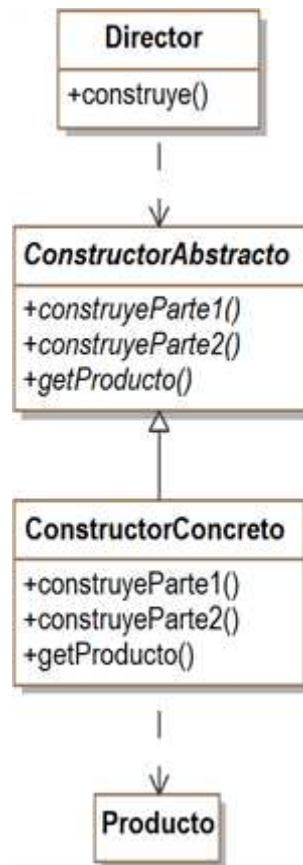 Director
+construye()
ConstructorAbstracto
+construyeParte1()
+construyeParte2()
+getProducto()
ConstructorConcreto
+construyeParte1()
+construyeParte2()
+getProducto()
Producto